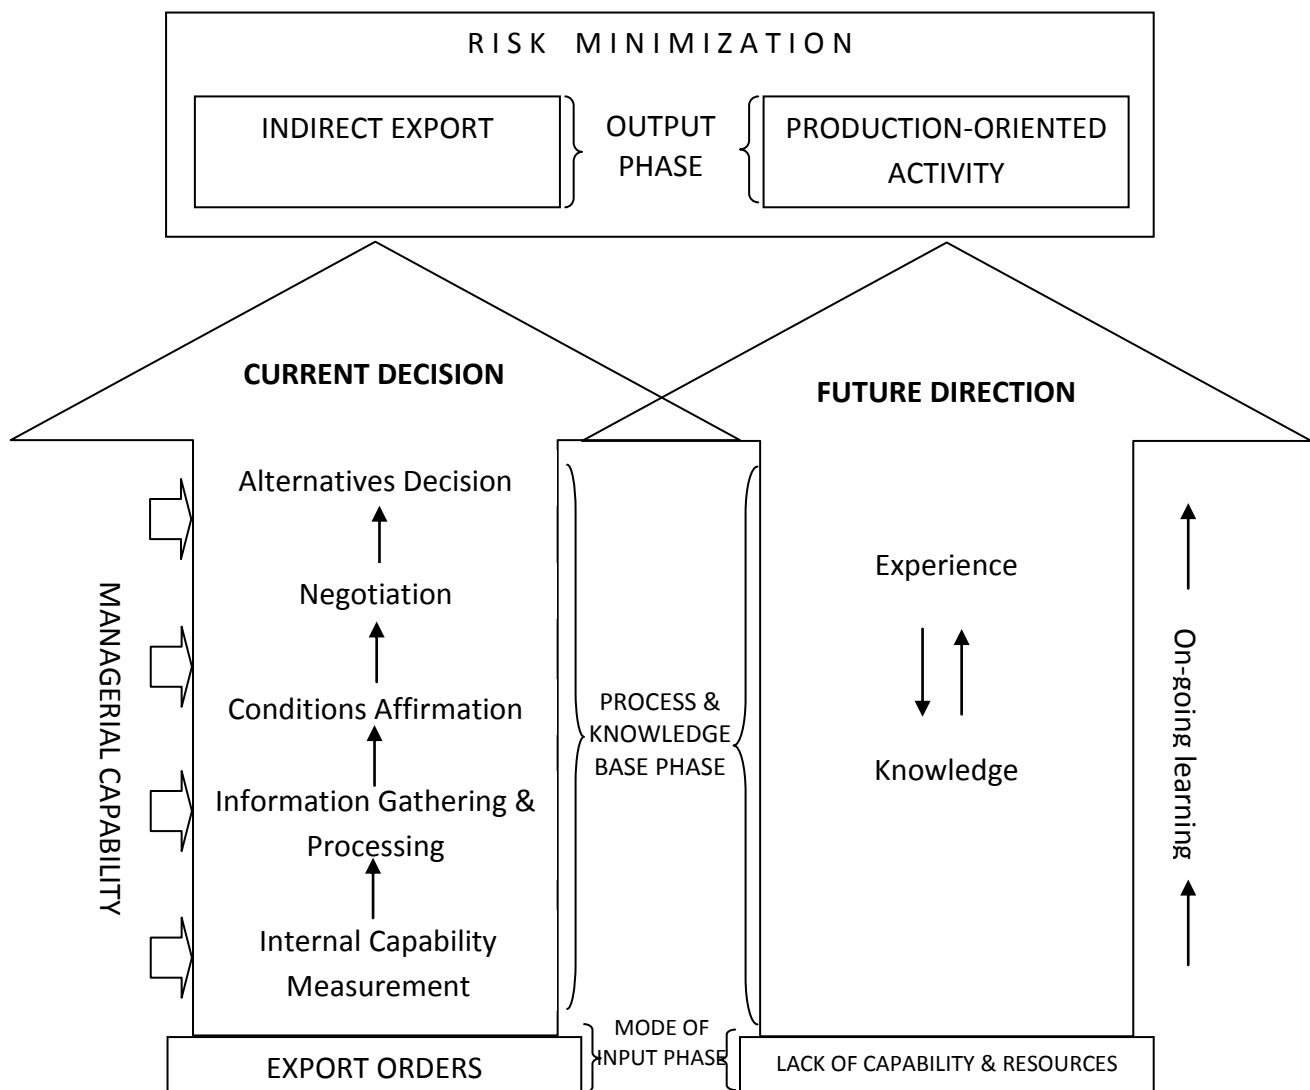 RISK MINIMIZATION
INDIRECT EXPORT
OUTPUT
PHASE
PRODUCTION-ORIENTED
ACTIVITY
CURRENT DECISION
FUTURE DIRECTION
MANAGERIAL CAPABILITY
Alternatives Decision
Negotiation
Conditions Affirmation
Information Gathering &
Processing
Internal Capability
Measurement
PROCESS &
KNOWLEDGE
BASE PHASE
Experience
Knowledge
On-going learning
EXPORT ORDERS
MODE OF
INPUT PHASE
LACK OF CAPABILITY & RESOURCES